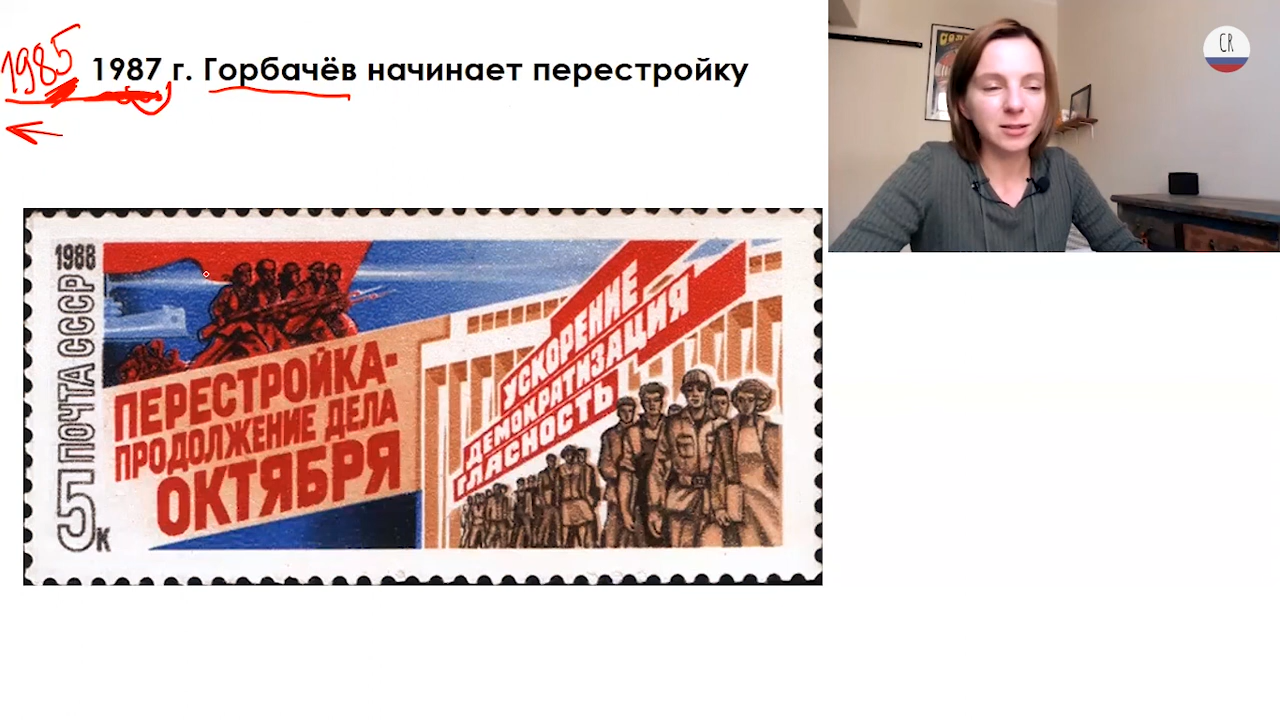 1985 1987 г. Горбачёв начинает перестройку
CR
1988
ПОЧТА СССР
5 к
ПЕРЕСТРОЙКА-
ПРОДОЛЖЕНИЕ ДЕЛА
ОКТЯБРЯ
УСКОРЕНИЕ
ДЕМОКРАТИЗАЦИЯ
ГЛАСНОСТЬ